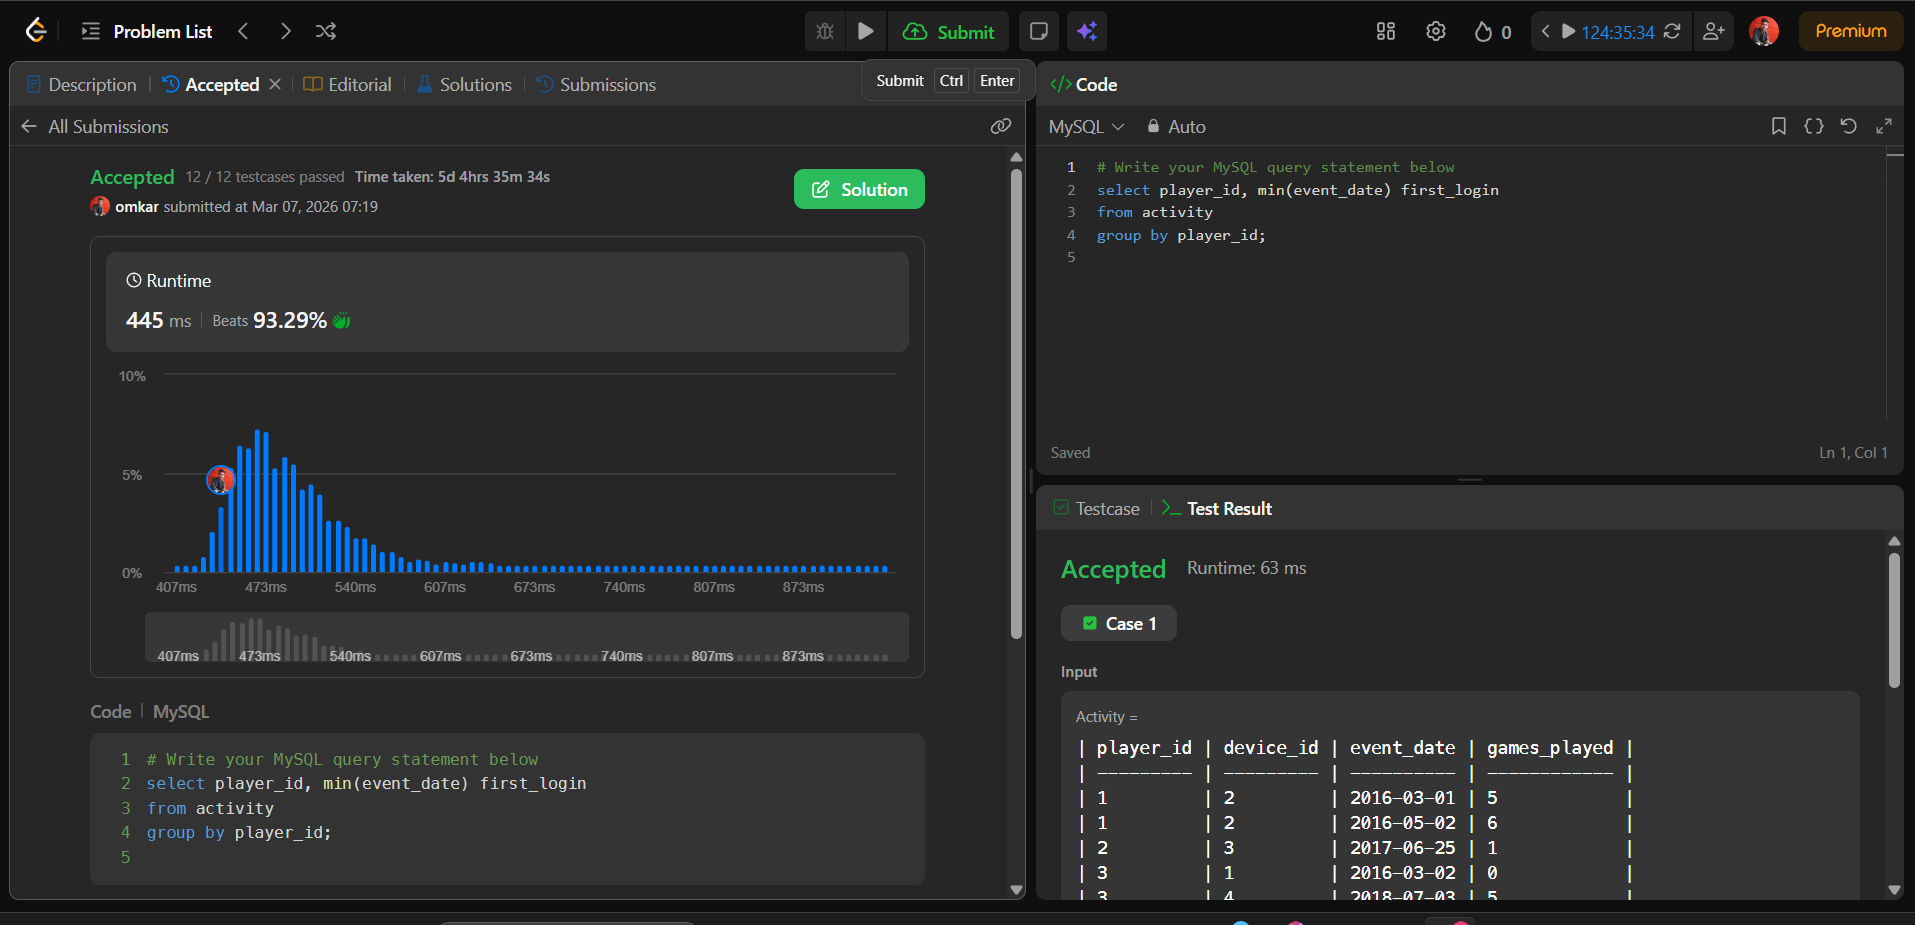 Problem List
Submit
0
124:35:34
Premium
Description
Accepted
Editorial
Solutions
Submissions
Submit Ctrl Enter
All Submissions
Accepted 12 / 12 testcases passed Time taken: 5d 4hrs 35m 34s
omkar submitted at Mar 07, 2026 07:19
Solution
Runtime
445 ms Beats 93.29%
10%
5%
0%
407ms 473ms 540ms 607ms 673ms 740ms 807ms 873ms
407ms 473ms 540ms 607ms 673ms 740ms 807ms 873ms
Code MySQL
1 # Write your MySQL query statement below
2 select player_id, min(event_date) first_login
3 from activity
4 group by player_id;
5
</> Code
MySQL Auto
1 # Write your MySQL query statement below
2 select player_id, min(event_date) first_login
3 from activity
4 group by player_id;
5
Saved
Ln 1, Col 1
Testcase
Test Result
Accepted Runtime: 63 ms
Case 1
Input
Activity =
| player_id | device_id | event_date | games_played |
| --------- | --------- | ---------- | ------------ |
| 1 | 2 | 2016-03-01 | 5 |
| 1 | 2 | 2016-05-02 | 6 |
| 2 | 3 | 2017-06-25 | 1 |
| 3 | 1 | 2016-03-02 | 0 |
| 3 | 4 | 2018-07-03 | 5 |